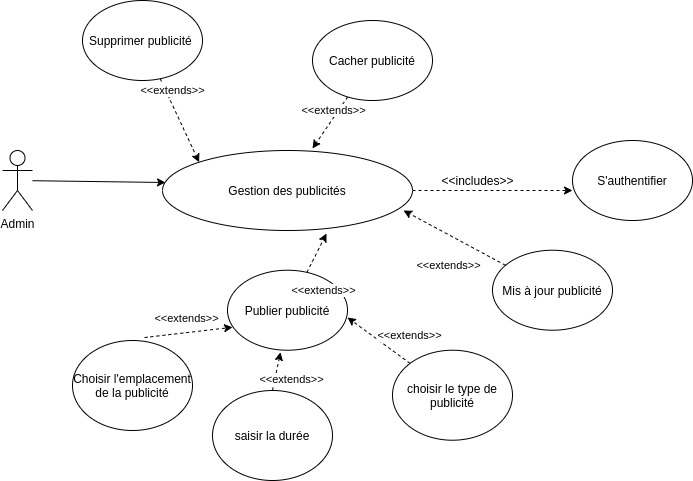 Supprimer publicité
Cacher publicité
<<extends>>
<<extends>>
Admin
Gestion des publicités
<<includes>>
S'authentifier
<<extends>>
Mis à jour publicité
<<extends>>
Publier publicité
<<extends>>
Choisir l'emplacement
de la publicité
<<extends>>
saisir la durée
<<extends>>
choisir le type de
publicité